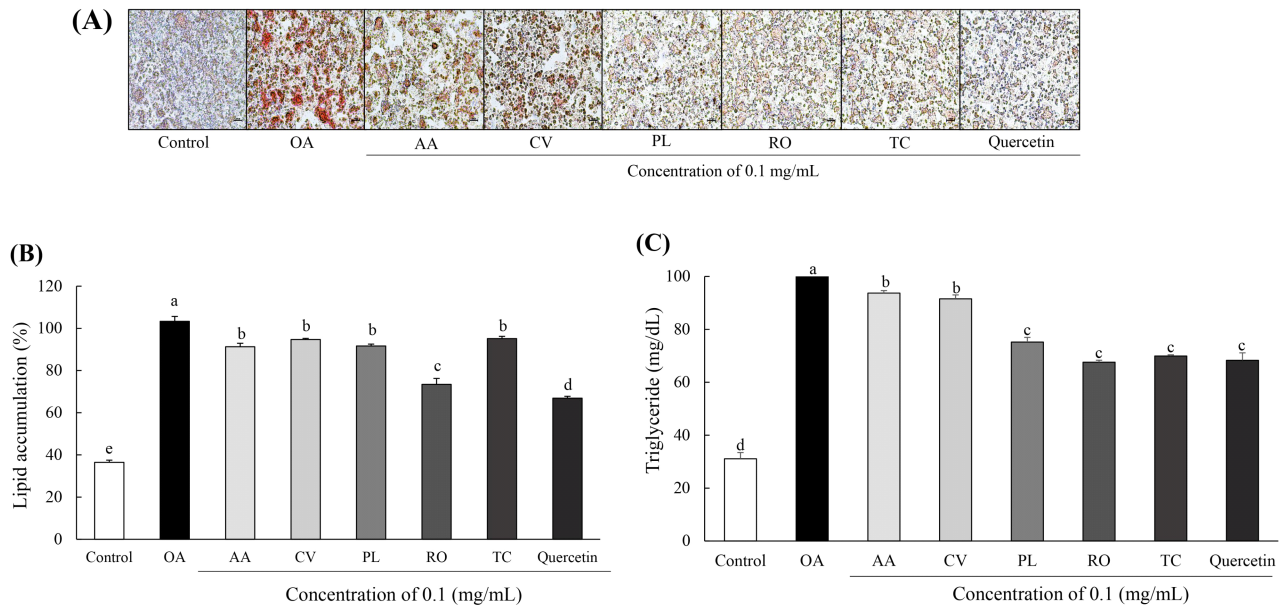 (A)
Control OA AA CV PL RO TC Quercetin
Concentration of 0.1 mg/mL
(B)
Lipid accumulation (%)
120
100
80
60
40
20
0
e a b b b c b d
Control OA AA CV PL RO TC Quercetin
Concentration of 0.1 (mg/mL)
(C)
Triglyceride (mg/dL)
100
80
60
40
20
0
d a b b c c c c
Control OA AA CV PL RO TC Quercetin
Concentration of 0.1 (mg/mL)